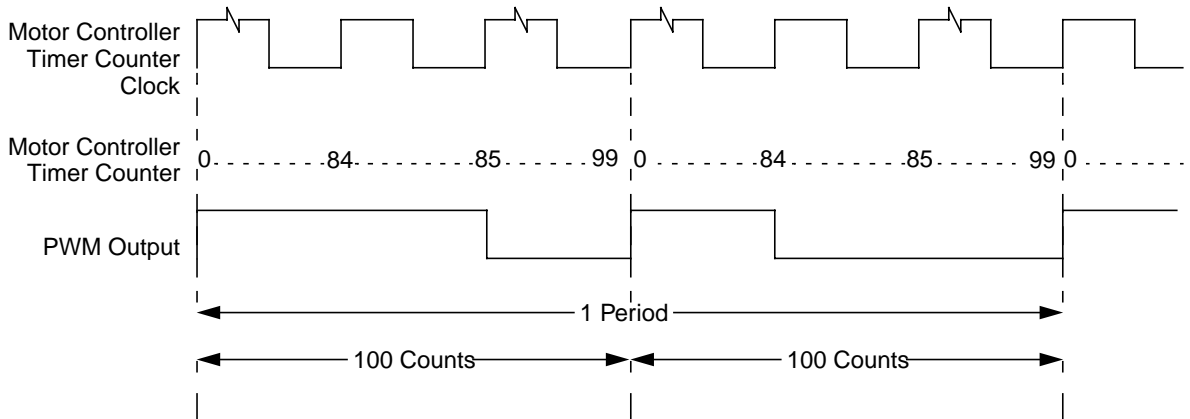 Motor Controller
Timer Counter
Clock
Motor Controller
Timer Counter
0 84 85 99 0 84 85 99 0
PWM Output
1 Period
100 Counts 100 Counts